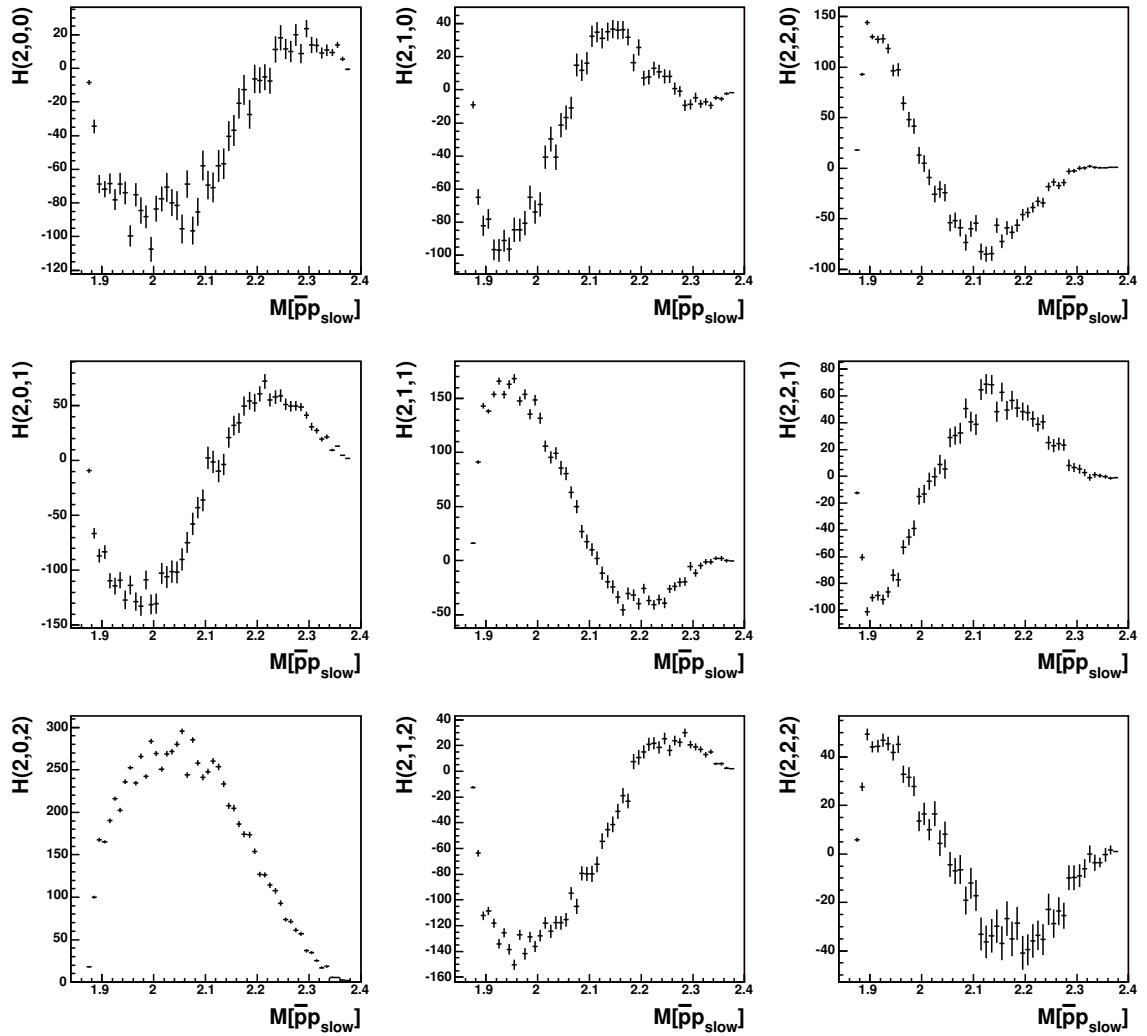 H(2,0,0)
20
0
-20
-40
-60
-80
-100
-120
1.9 2 2.1 2.2 2.3 2.4
M[p̅p_slow]
H(2,1,0)
40
20
0
-20
-40
-60
-80
-100
1.9 2 2.1 2.2 2.3 2.4
M[p̅p_slow]
H(2,2,0)
150
100
50
0
-50
-100
1.9 2 2.1 2.2 2.3 2.4
M[p̅p_slow]
H(2,0,1)
50
0
-50
-100
-150
1.9 2 2.1 2.2 2.3 2.4
M[p̅p_slow]
H(2,1,1)
150
100
50
0
-50
1.9 2 2.1 2.2 2.3 2.4
M[p̅p_slow]
H(2,2,1)
80
60
40
20
0
-20
-40
-60
-80
-100
1.9 2 2.1 2.2 2.3 2.4
M[p̅p_slow]
H(2,0,2)
300
250
200
150
100
50
0
1.9 2 2.1 2.2 2.3 2.4
M[p̅p_slow]
H(2,1,2)
40
20
0
-20
-40
-60
-80
-100
-120
-140
-160
1.9 2 2.1 2.2 2.3 2.4
M[p̅p_slow]
H(2,2,2)
40
20
0
-20
-40
1.9 2 2.1 2.2 2.3 2.4
M[p̅p_slow]